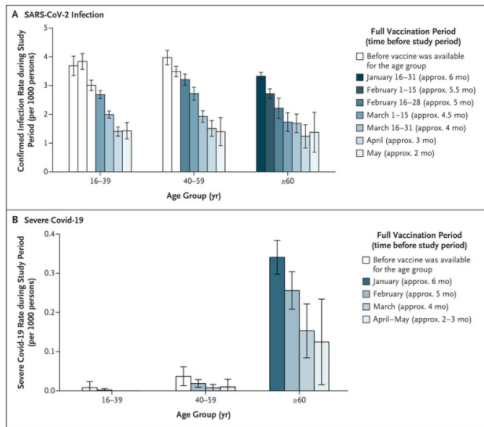 A SARS-CoV-2 Infection
Confirmed Infection Rate during Study
Period (per 1000 persons)
5
4
3
2
1
0
16–39
40–59
≥60
Age Group (yr)
Full Vaccination Period
(time before study period)
Before vaccine was available
for the age group
January 16–31 (approx. 6 mo)
February 1–15 (approx. 5.5 mo)
February 16–28 (approx. 5 mo)
March 1–15 (approx. 4.5 mo)
March 16–31 (approx. 4 mo)
April (approx. 3 mo)
May (approx. 2 mo)
B Severe Covid-19
Severe Covid-19 Rate during Study Period
(per 1000 persons)
0.4
0.3
0.2
0.1
0.0
16–39
40–59
≥60
Age Group (yr)
Full Vaccination Period
(time before study period)
Before vaccine was available
for the age group
January (approx. 6 mo)
February (approx. 5 mo)
March (approx. 4 mo)
April–May (approx. 2–3 mo)